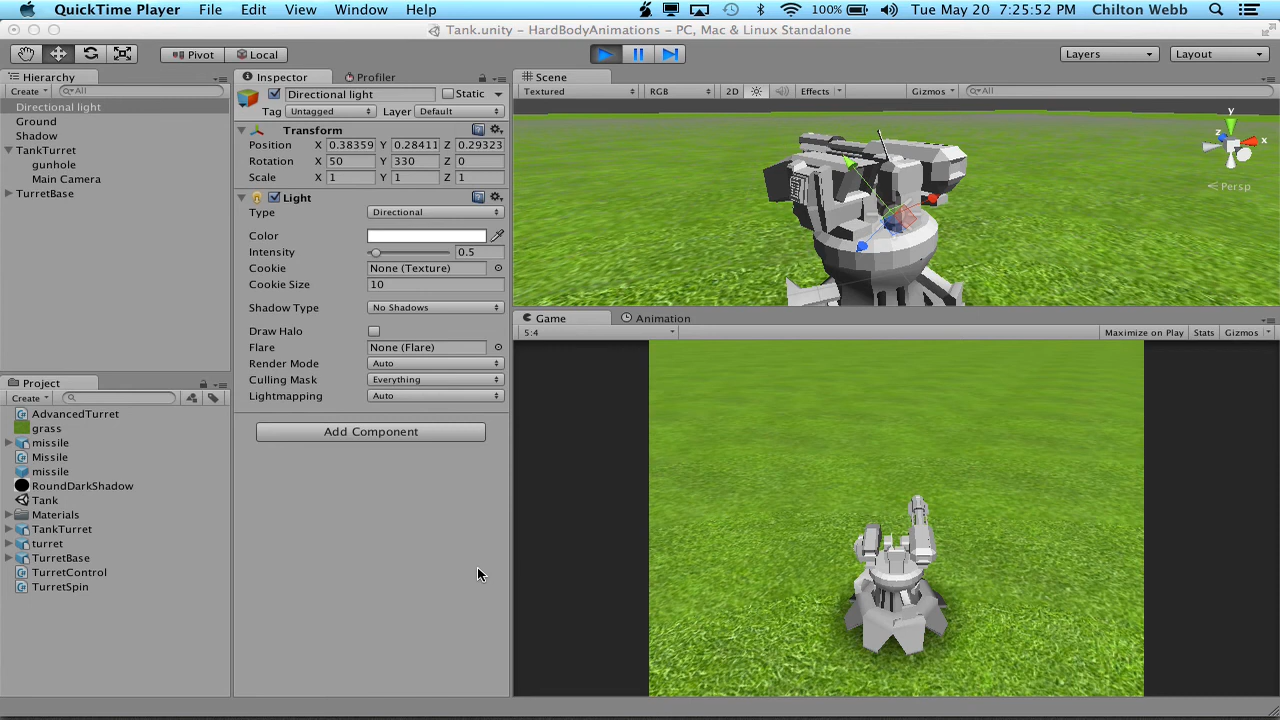 QuickTime Player File Edit View Window Help 100% Tue May 20 7:25:52 PM Chilton Webb
Tank.unity - HardBodyAnimations - PC, Mac & Linux Standalone
Pivot Local Layers Layout
Hierarchy
Create All
Directional light
Ground
Shadow
TankTurret
gunhole
Main Camera
TurretBase
Project
Create
AdvancedTurret
grass
missile
Missile
missile
RoundDarkShadow
Tank
Materials
TankTurret
turret
TurretBase
TurretControl
TurretSpin
Inspector Profiler
Directional light Static
Tag Untagged Layer Default
Transform
Position X 0.38359 Y 0.28411 Z 0.29323
Rotation X 50 Y 330 Z 0
Scale X 1 Y 1 Z 1
Light
Type Directional
Color
Intensity 0.5
Cookie None (Texture)
Cookie Size 10
Shadow Type No Shadows
Draw Halo
Flare None (Flare)
Render Mode Auto
Culling Mask Everything
Lightmapping Auto
Add Component
Scene
Textured RGB 2D Effects Gizmos All
y
z x
Persp
Game Animation
5:4 Maximize on Play Stats Gizmos